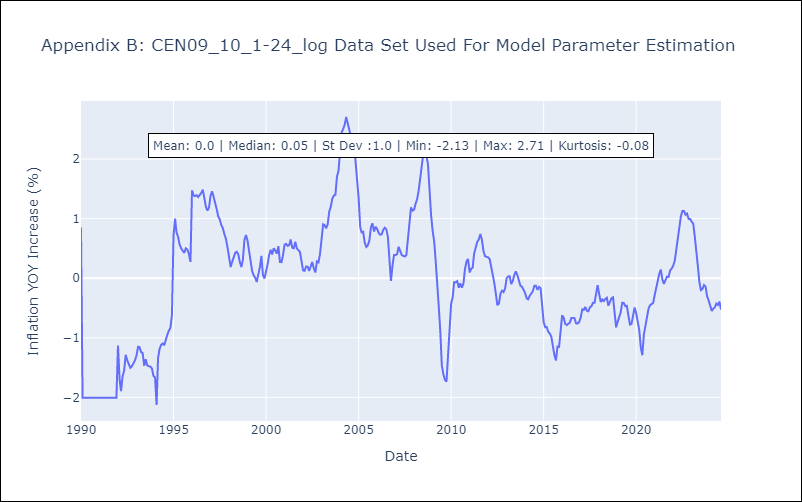 Appendix B: CEN09_10_1-24_log Data Set Used For Model Parameter Estimation
Mean: 0.0 | Median: 0.05 | St Dev :1.0 | Min: -2.13 | Max: 2.71 | Kurtosis: -0.08
Inflation YOY Increase (%)
2
1
0
−1
−2
1990 1995 2000 2005 2010 2015 2020
Date